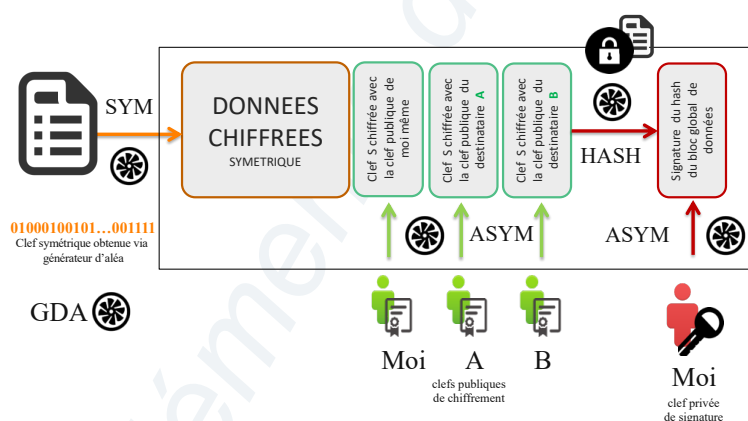 SYM
DONNEES
CHIFFREES
SYMETRIQUE
Clef S chiffrée avec
la clef publique de
moi même
Clef S chiffrée avec
la clef publique du
destinataire A
Clef S chiffrée avec
la clef publique du
destinataire B
HASH
Signature du hash
du bloc global de
données
01000100101…001111
Clef symétrique obtenue via
générateur d'aléa
ASYM
ASYM
GDA
Moi
A
B
clefs publiques
de chiffrement
Moi
clef privée
de signature